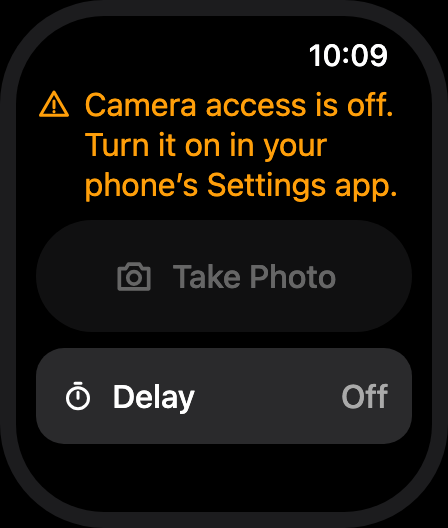 10:09
Camera access is off.
Turn it on in your
phone’s Settings app.
Take Photo
Delay Off